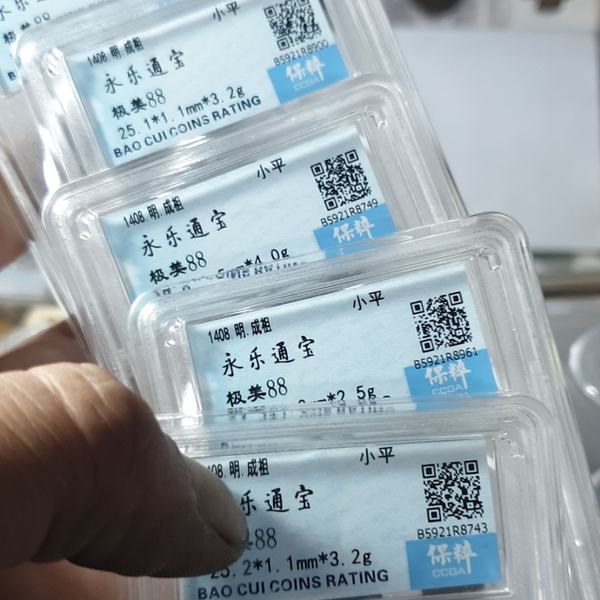 小平
1408.明.成祖
永乐通宝
极美88
25.1*1.1mm*3.2g
BAO CUI COINS RATING
B5921R8900
保粹
CCGA
小平
1408.明.成祖
永乐通宝
极美88
*4.0g
B5921R8749
保粹
小平
1408.明.成祖
永乐通宝
极美88
B5921R8961
保粹
CCGA
小平
08.明.成祖
乐通宝
88
25.2*1.1mm*3.2g
BAO CUI COINS RATING
B5921R8743
保粹
CCGA